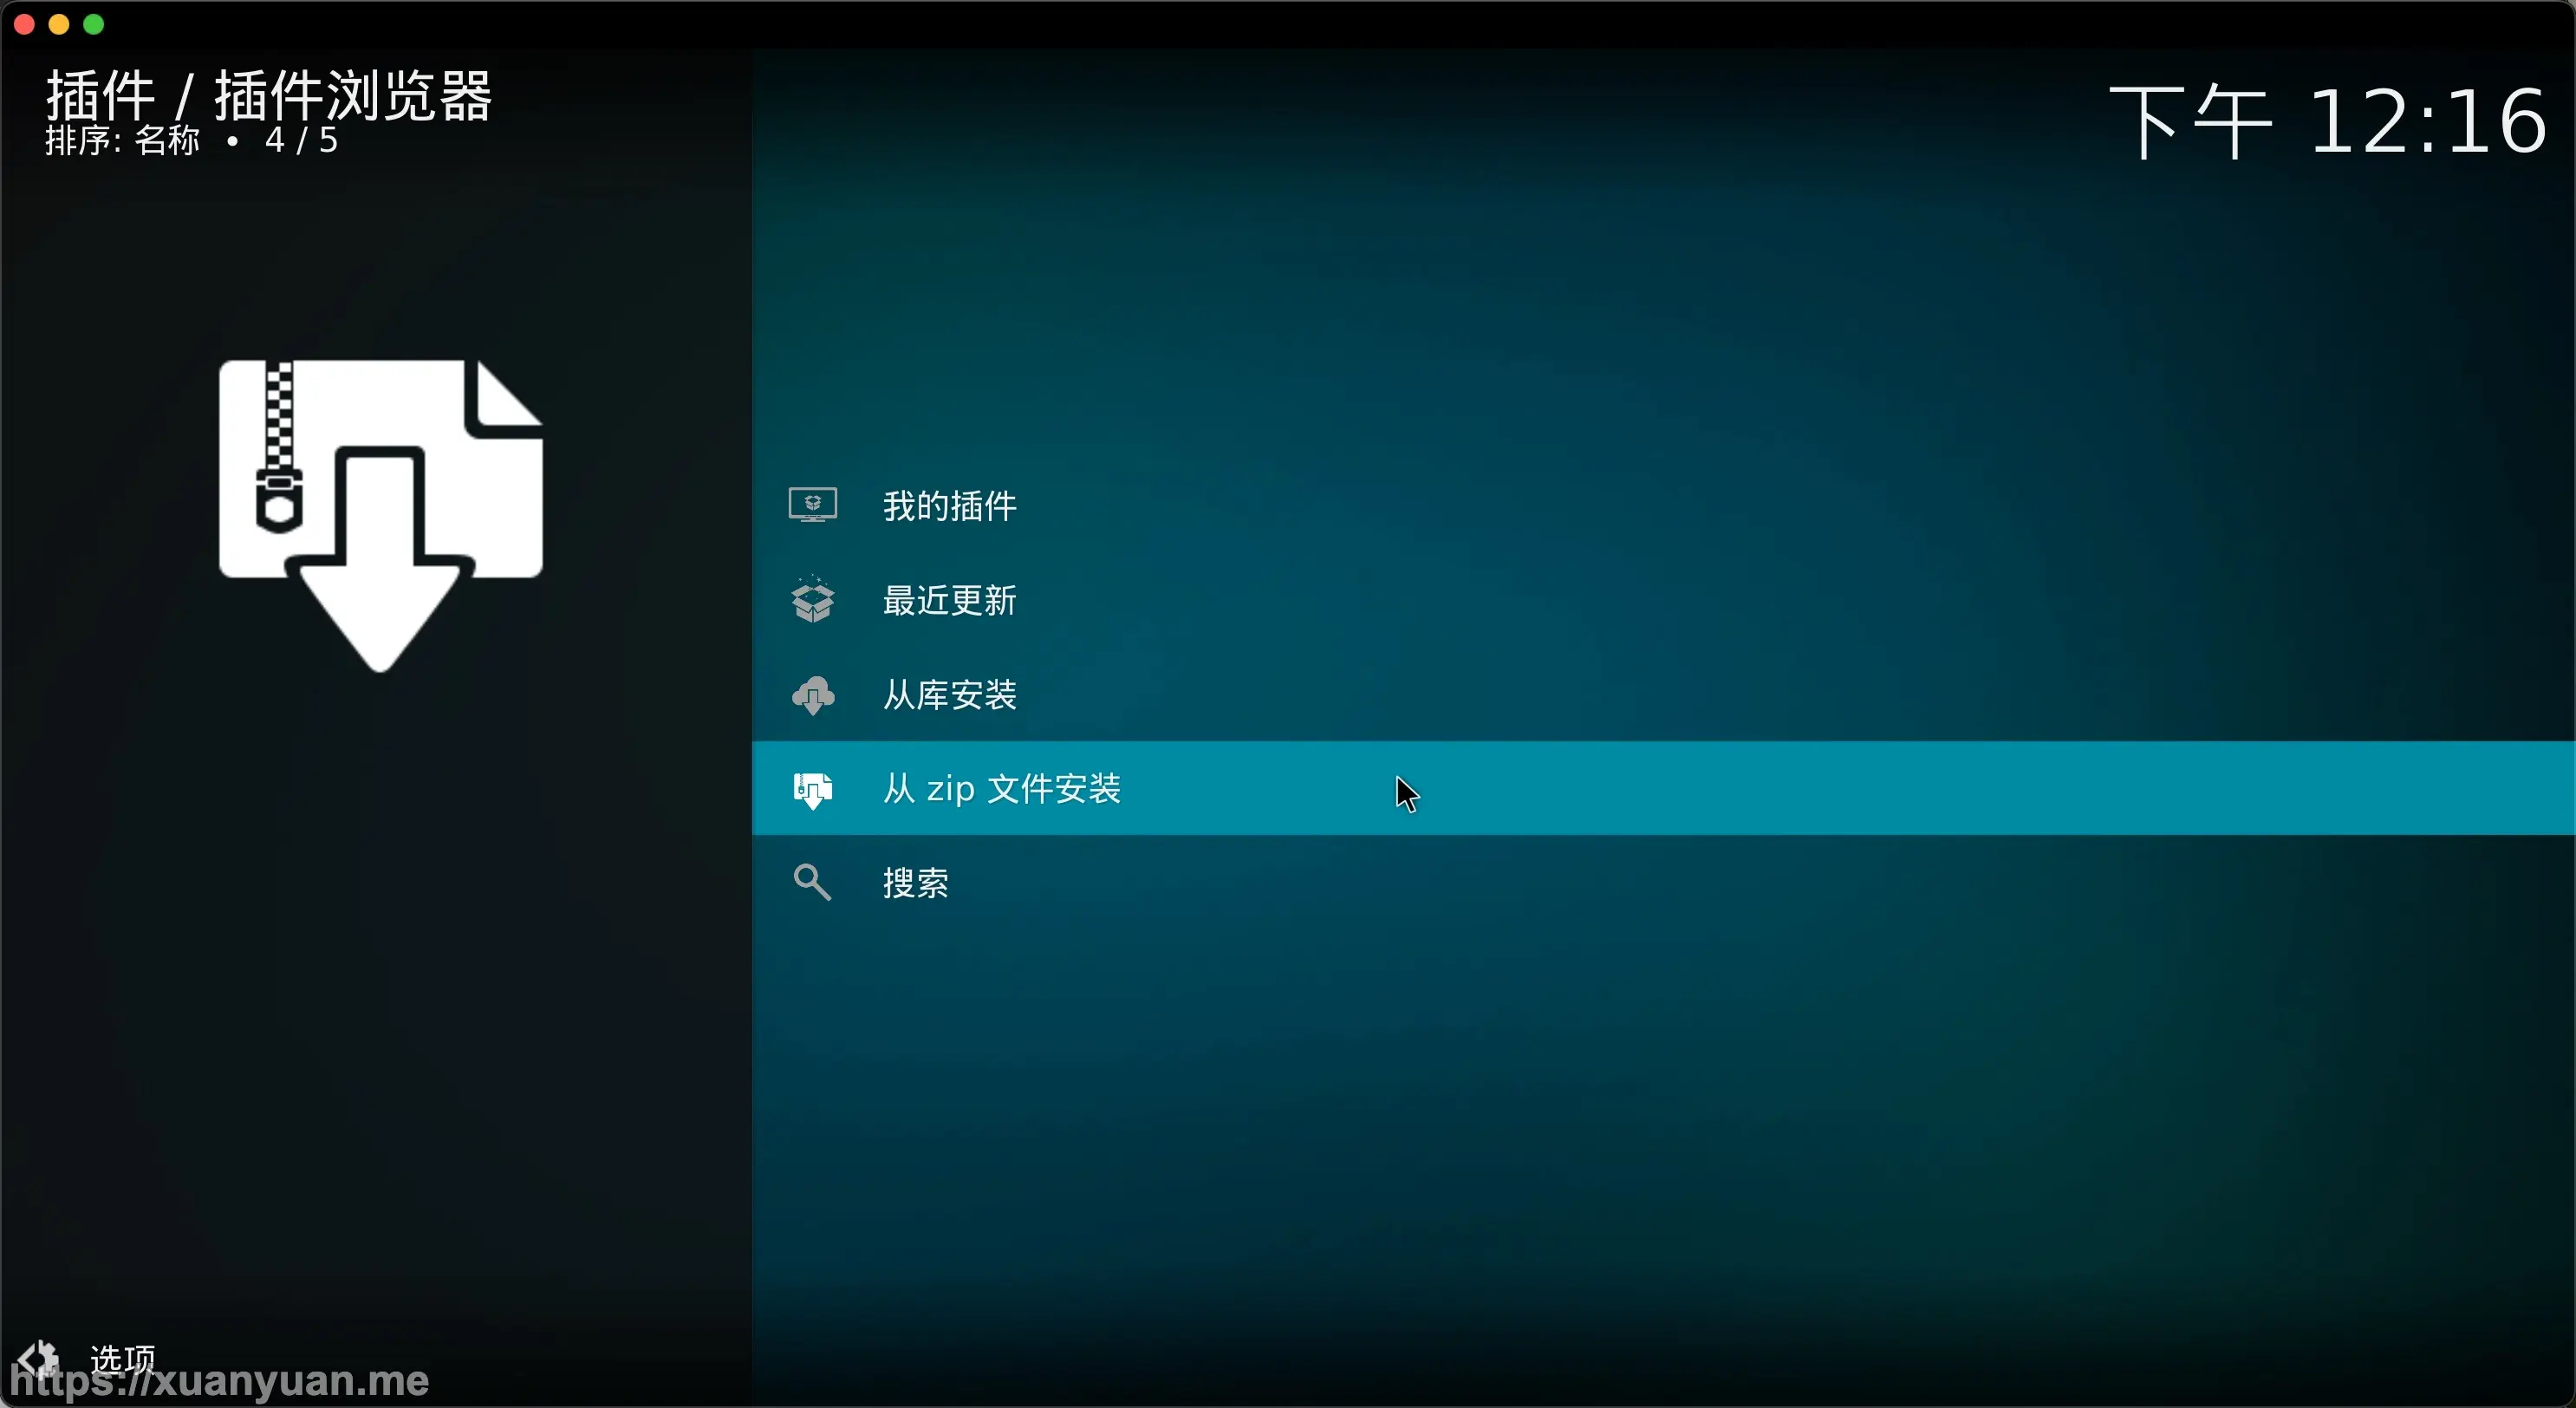 插件 / 插件浏览器
排序: 名称 • 4 / 5
下午 12:16
我的插件
最近更新
从库安装
从 zip 文件安装
搜索
选项
https://xuanyuan.me